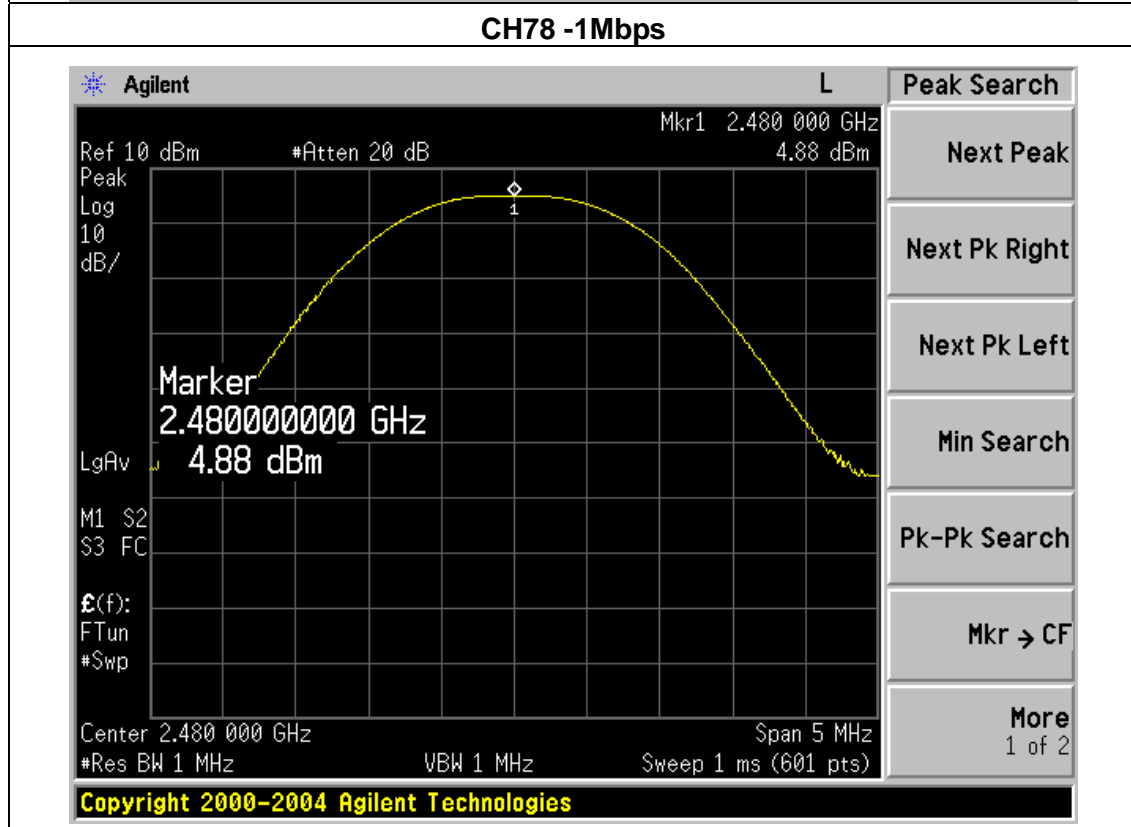 CH78 -1Mbps
Agilent
L
Peak Search
Mkr1 2.480 000 GHz
Ref 10 dBm #Atten 20 dB 4.88 dBm
Peak
Log
10
dB/
1
Marker
2.480000000 GHz
4.88 dBm
LgAv
M1 S2
S3 FC
£(f):
FTun
#Swp
Center 2.480 000 GHz Span 5 MHz
#Res BW 1 MHz VBW 1 MHz Sweep 1 ms (601 pts)
Next Peak
Next Pk Right
Next Pk Left
Min Search
Pk-Pk Search
Mkr → CF
More
1 of 2
Copyright 2000-2004 Agilent Technologies